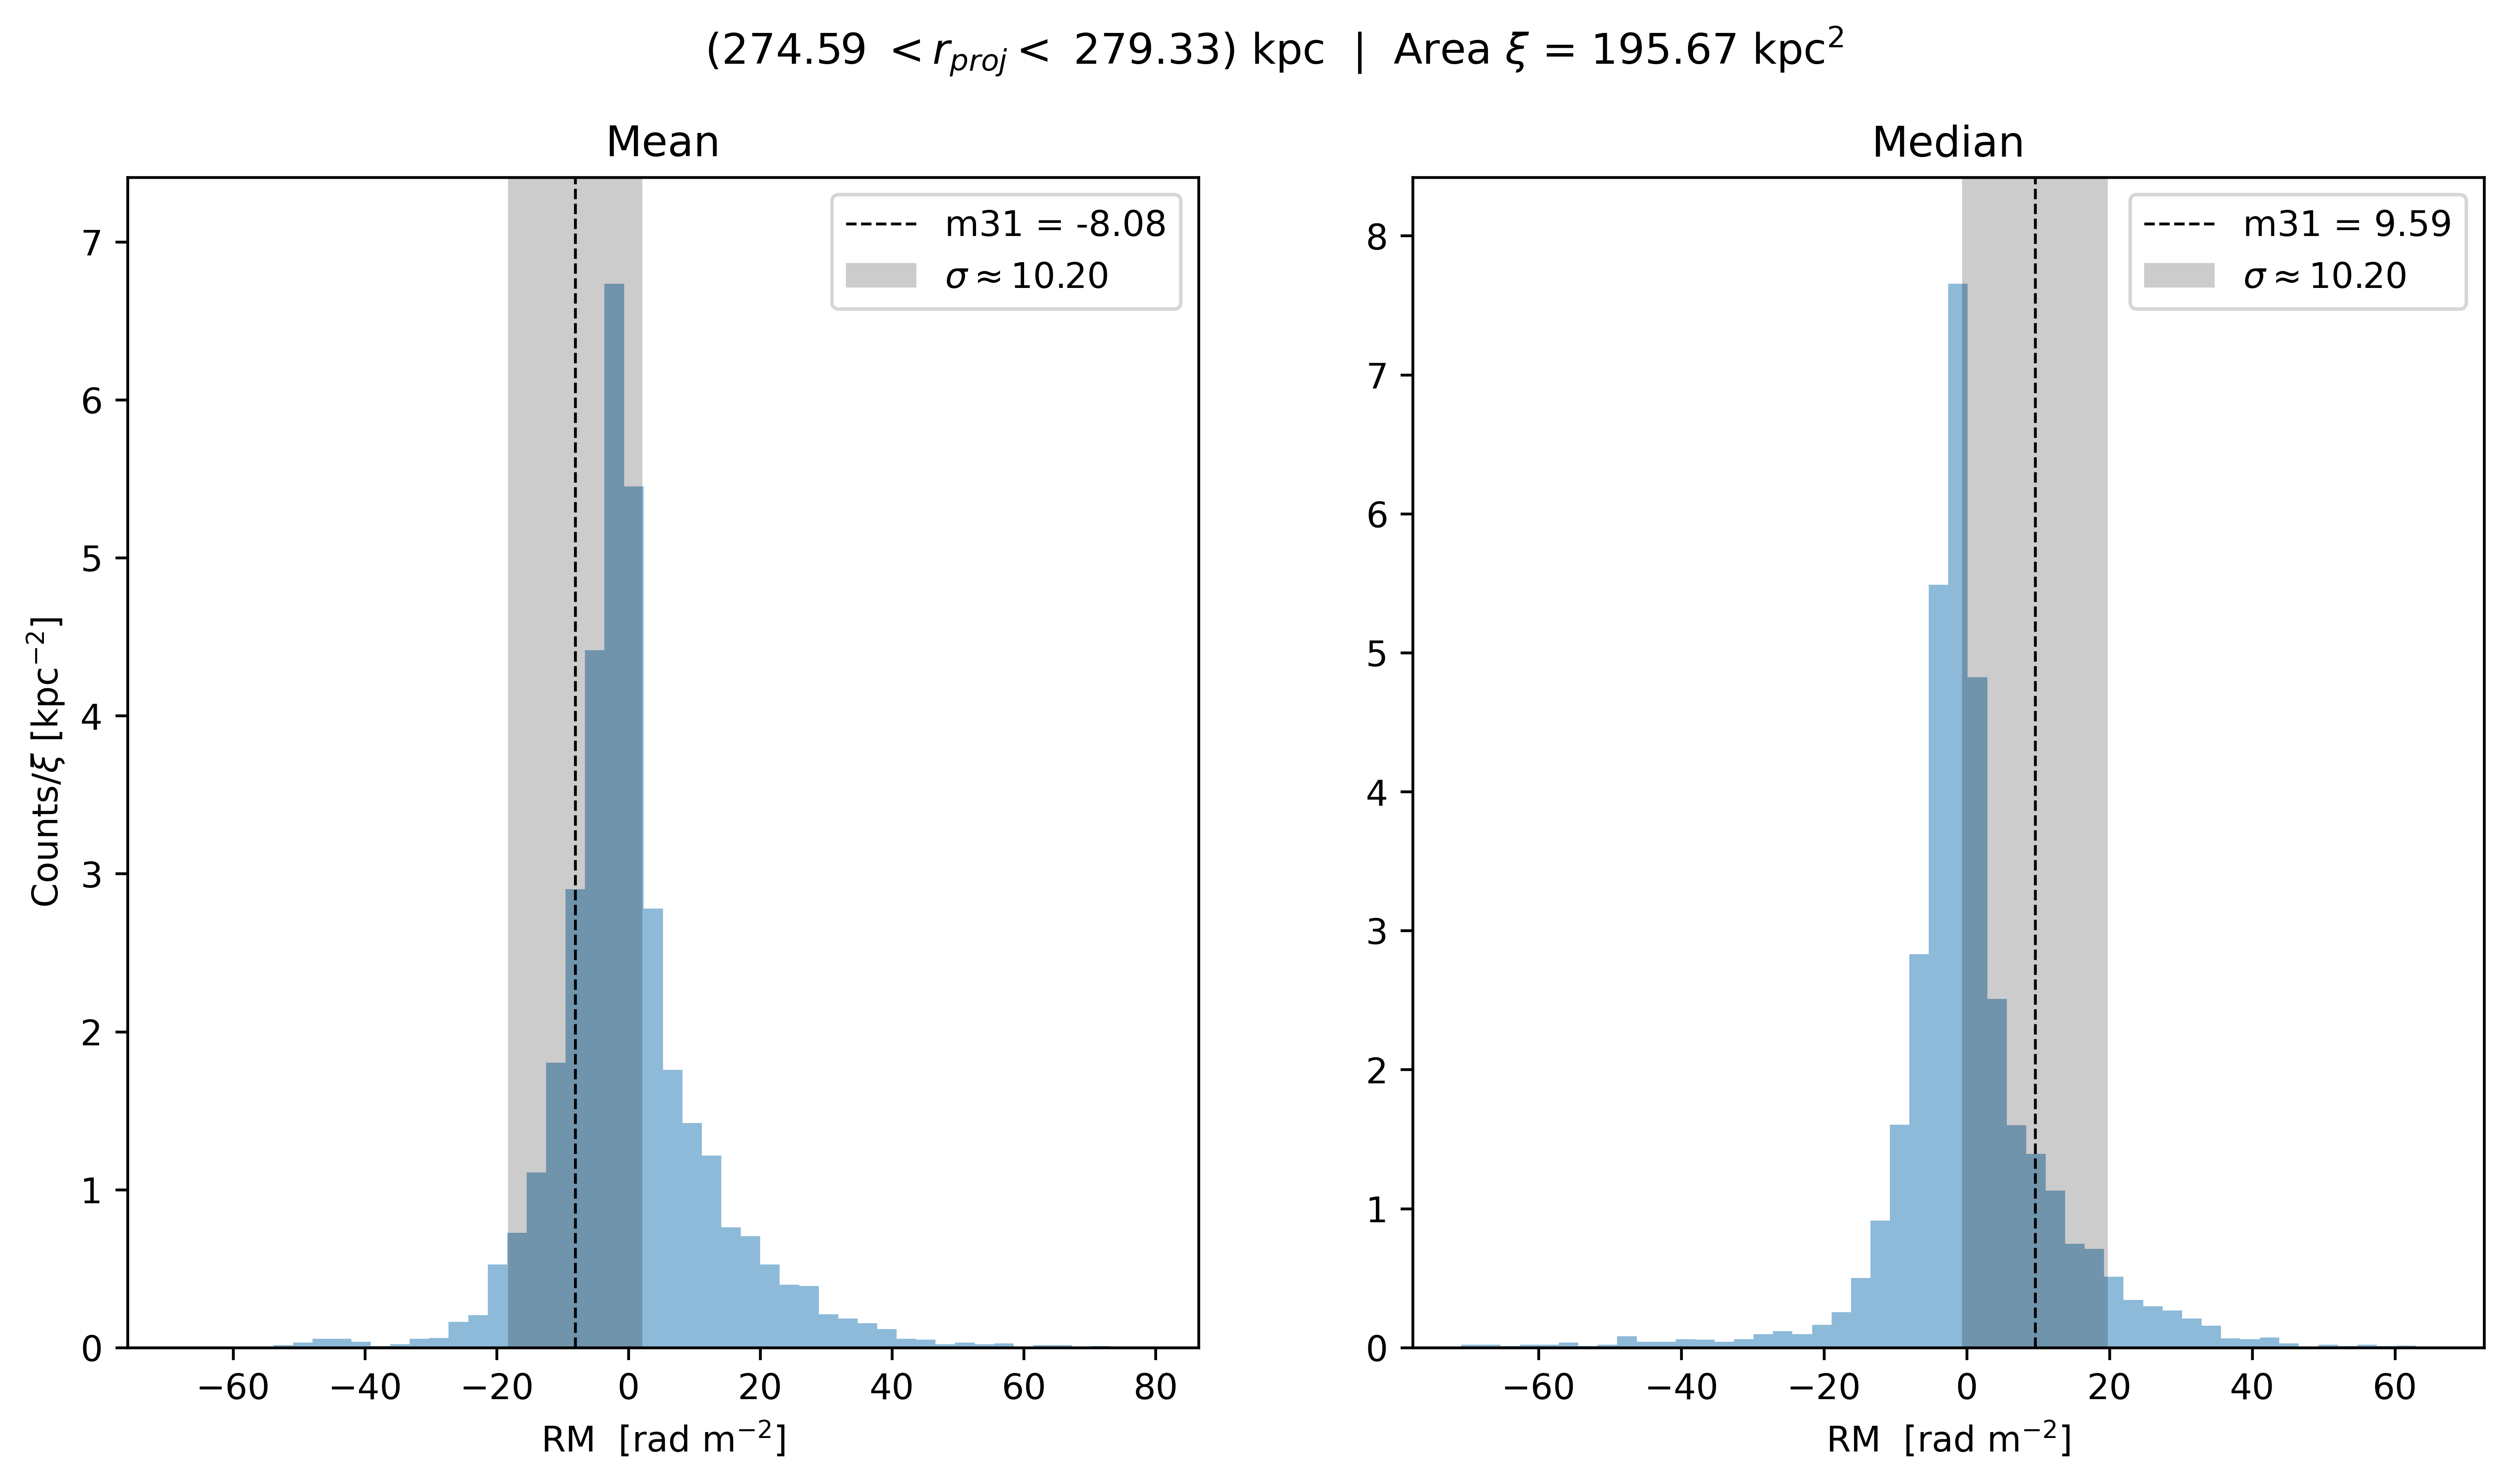 (274.59 < r_proj < 279.33) kpc | Area ξ = 195.67 kpc²
Mean
m31 = -8.08
σ ≈ 10.20
7
6
5
4
3
2
1
0
Counts/ξ [kpc⁻²]
−60 −40 −20 0 20 40 60 80
RM [rad m⁻²]
Median
m31 = 9.59
σ ≈ 10.20
8
7
6
5
4
3
2
1
0
−60 −40 −20 0 20 40 60
RM [rad m⁻²]